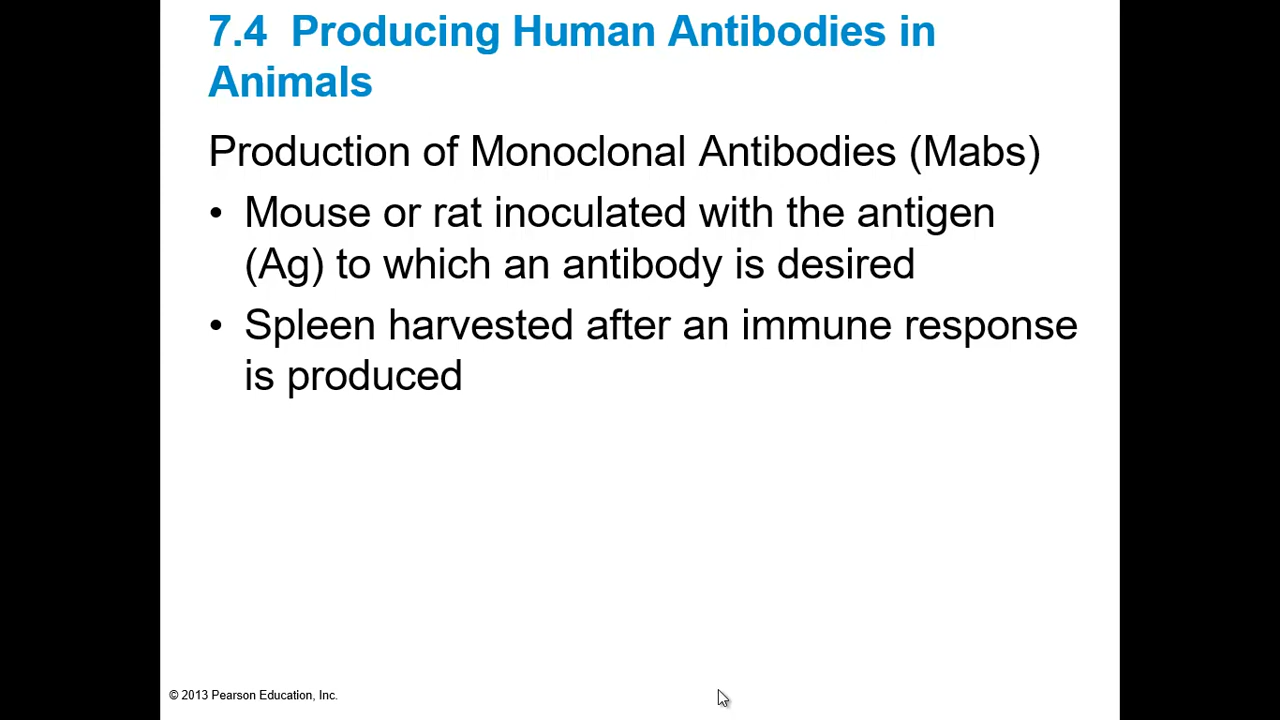 7.4 Producing Human Antibodies in
Animals
Production of Monoclonal Antibodies (Mabs)
• Mouse or rat inoculated with the antigen
(Ag) to which an antibody is desired
• Spleen harvested after an immune response
is produced
© 2013 Pearson Education, Inc.